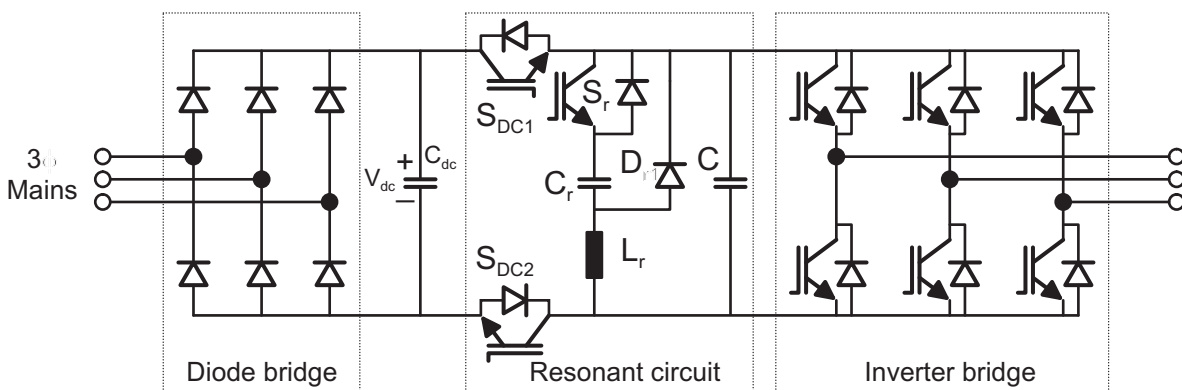 S_DC1
S_r
3ϕ
Mains
V_dc
+
−
C_dc
C_r
D_r1
C
S_DC2
L_r
Diode bridge
Resonant circuit
Inverter bridge